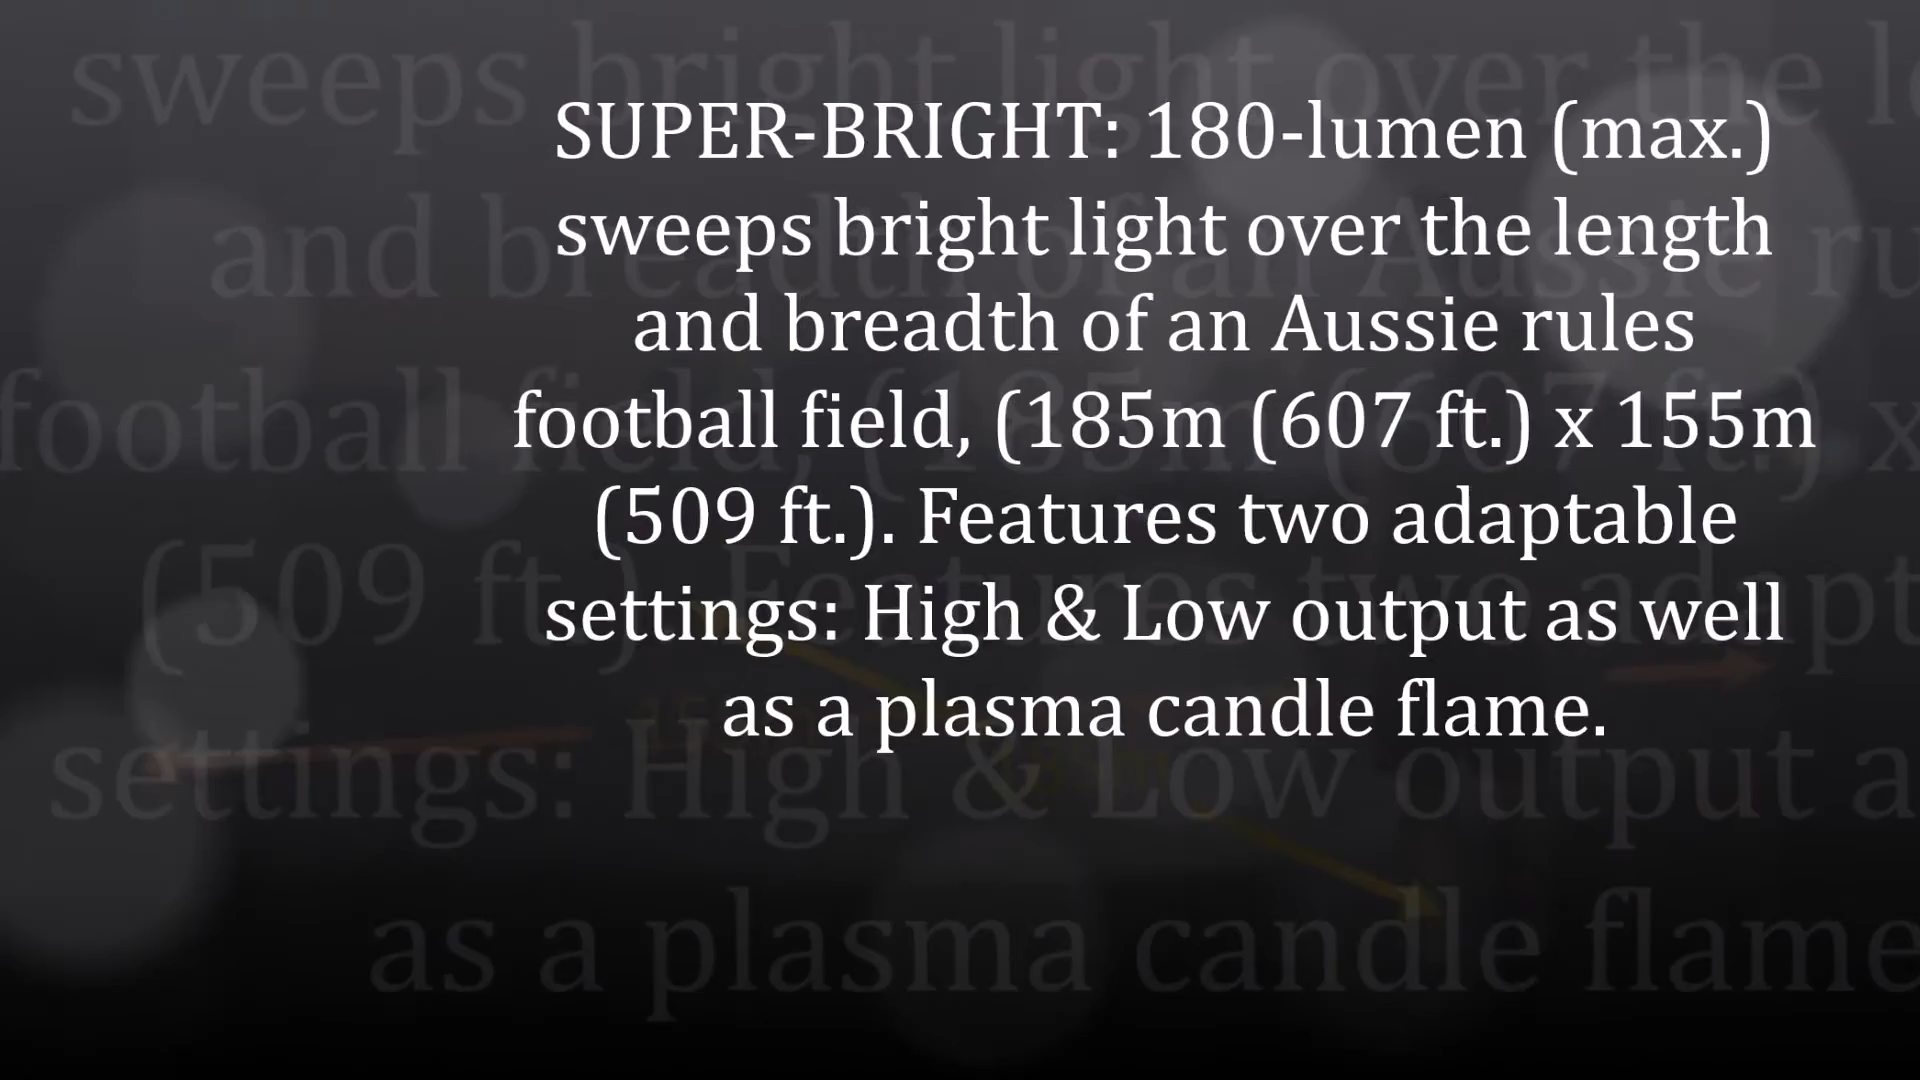 SUPER-BRIGHT: 180-lumen (max.)
sweeps bright light over the length
and breadth of an Aussie rules
football field, (185m (607 ft.) x 155m
(509 ft.). Features two adaptable
settings: High & Low output as well
as a plasma candle flame.